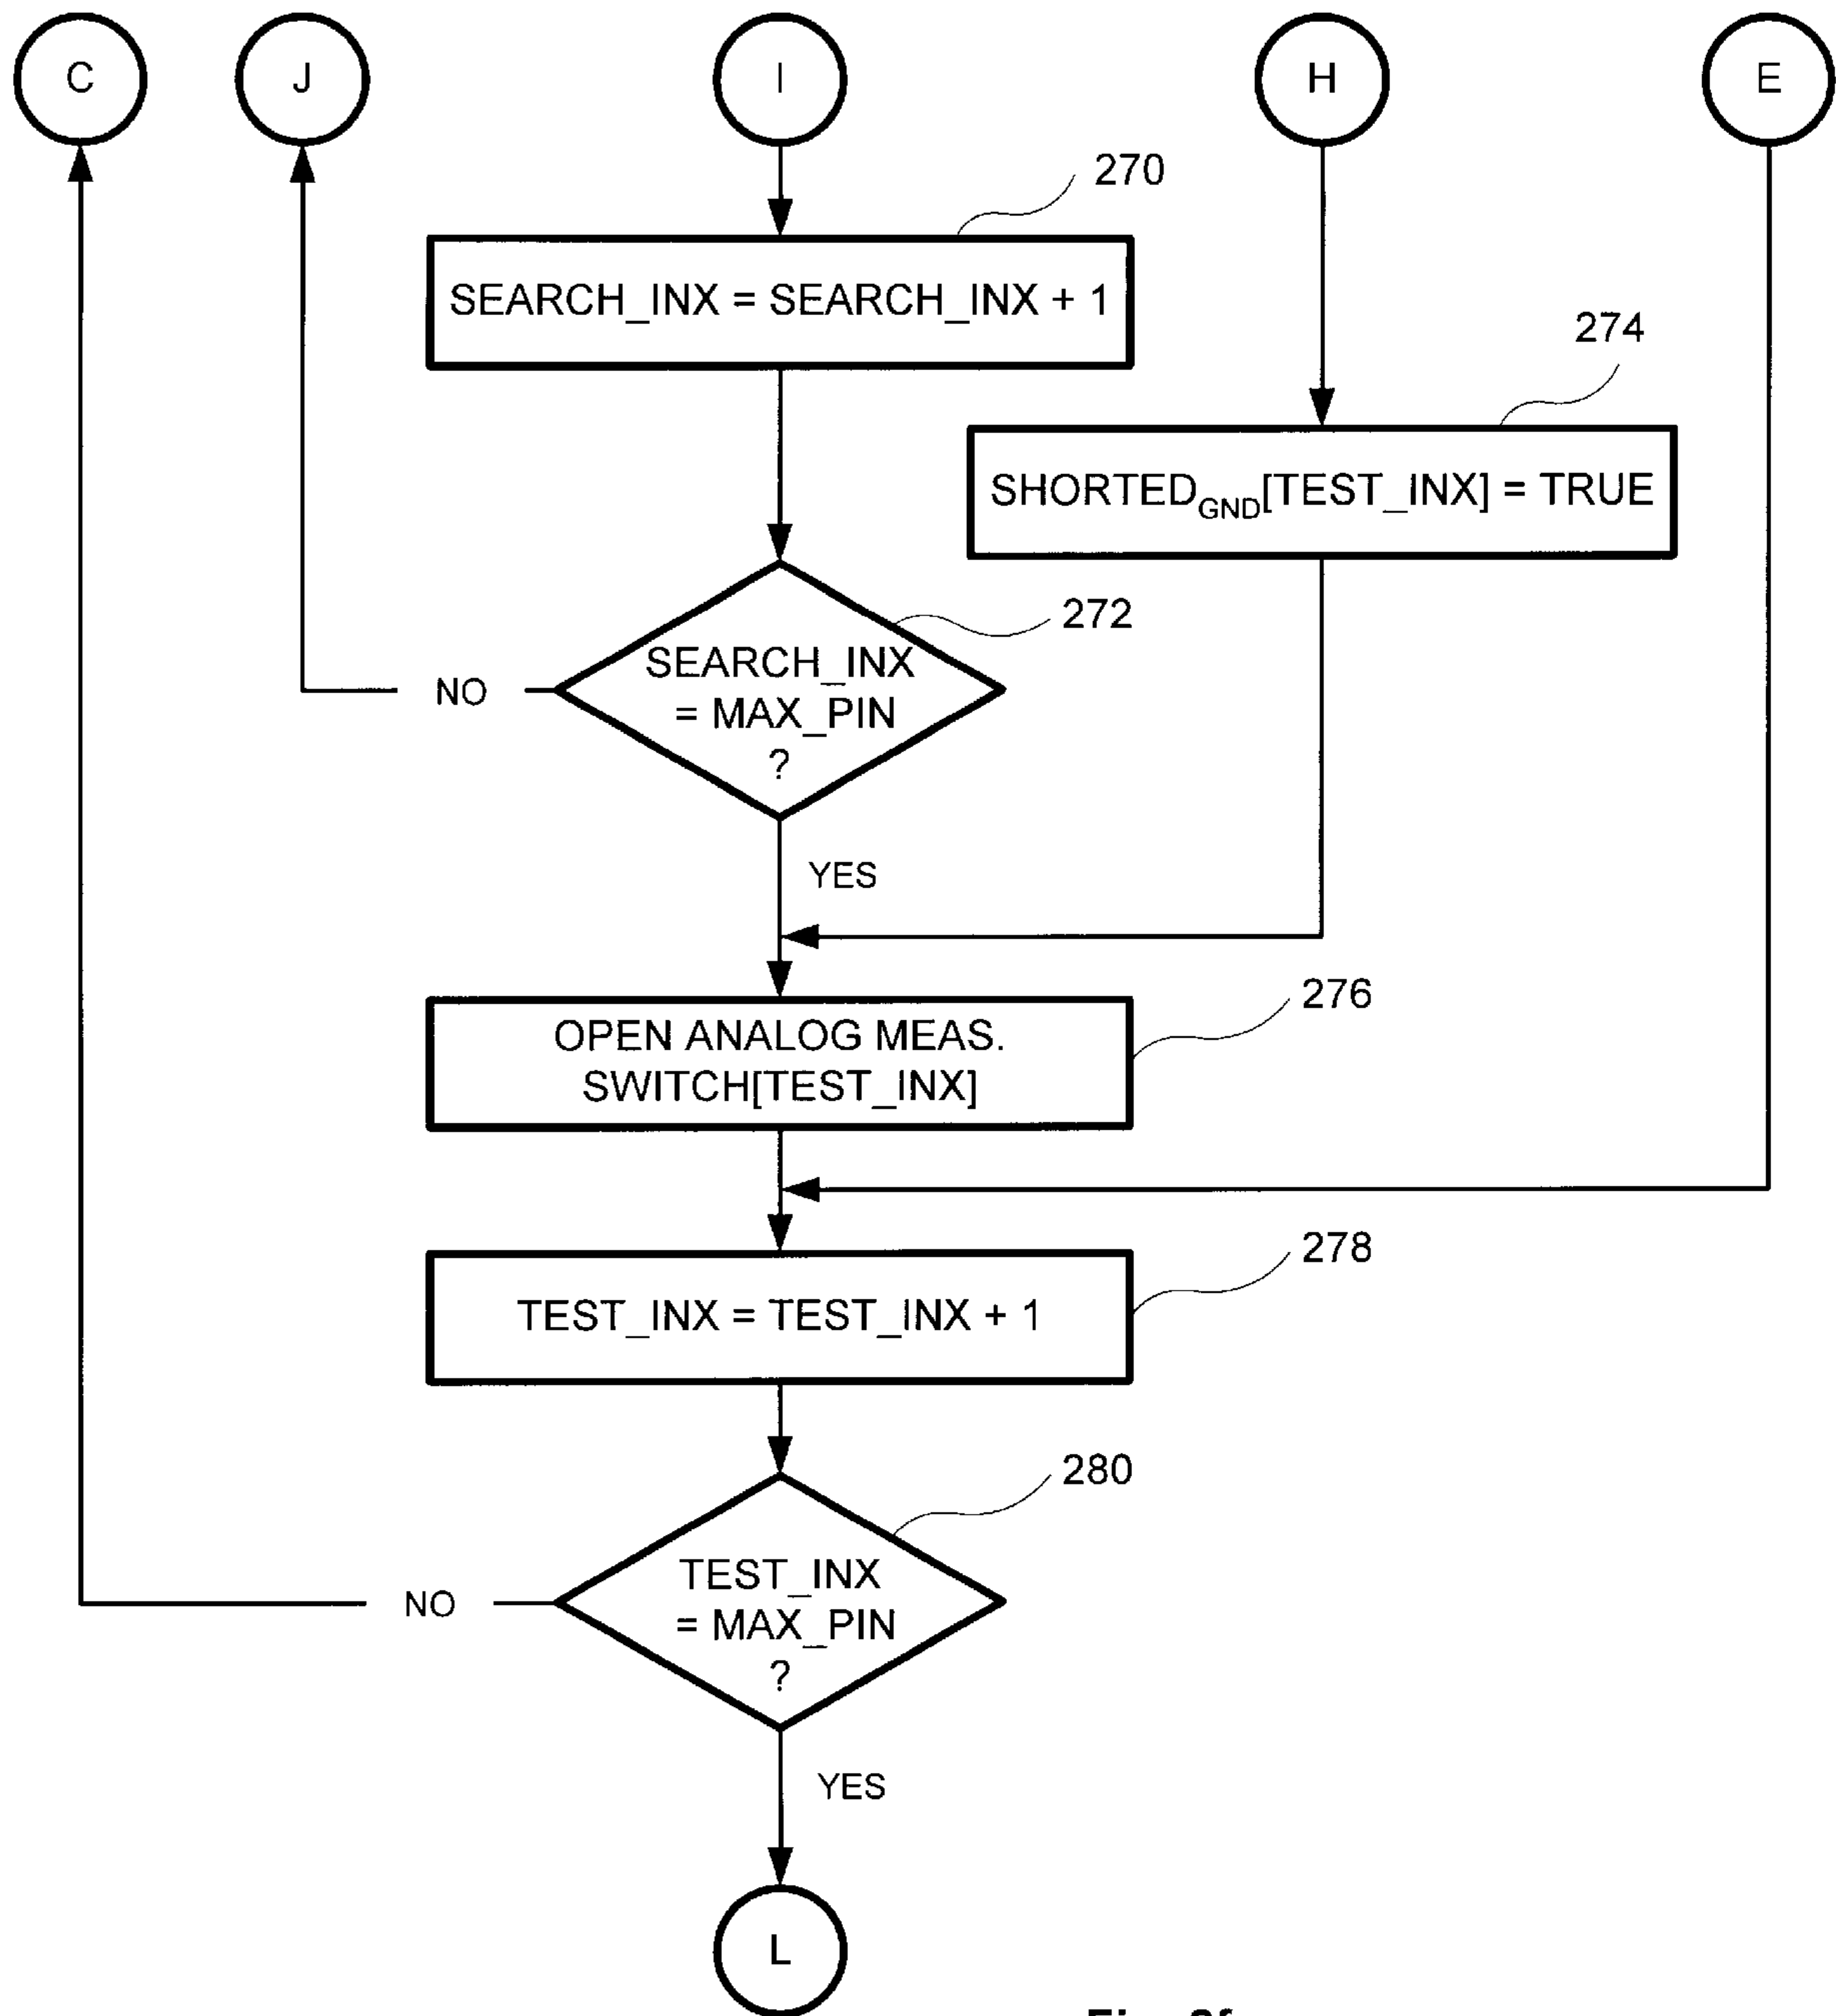 C
J
I
H
E
270
SEARCH_INX = SEARCH_INX + 1
274
SHORTEDGND[TEST_INX] = TRUE
272
SEARCH_INX
= MAX_PIN
?
NO
YES
276
OPEN ANALOG MEAS.
SWITCH[TEST_INX]
278
TEST_INX = TEST_INX + 1
280
TEST_INX
= MAX_PIN
?
NO
YES
L